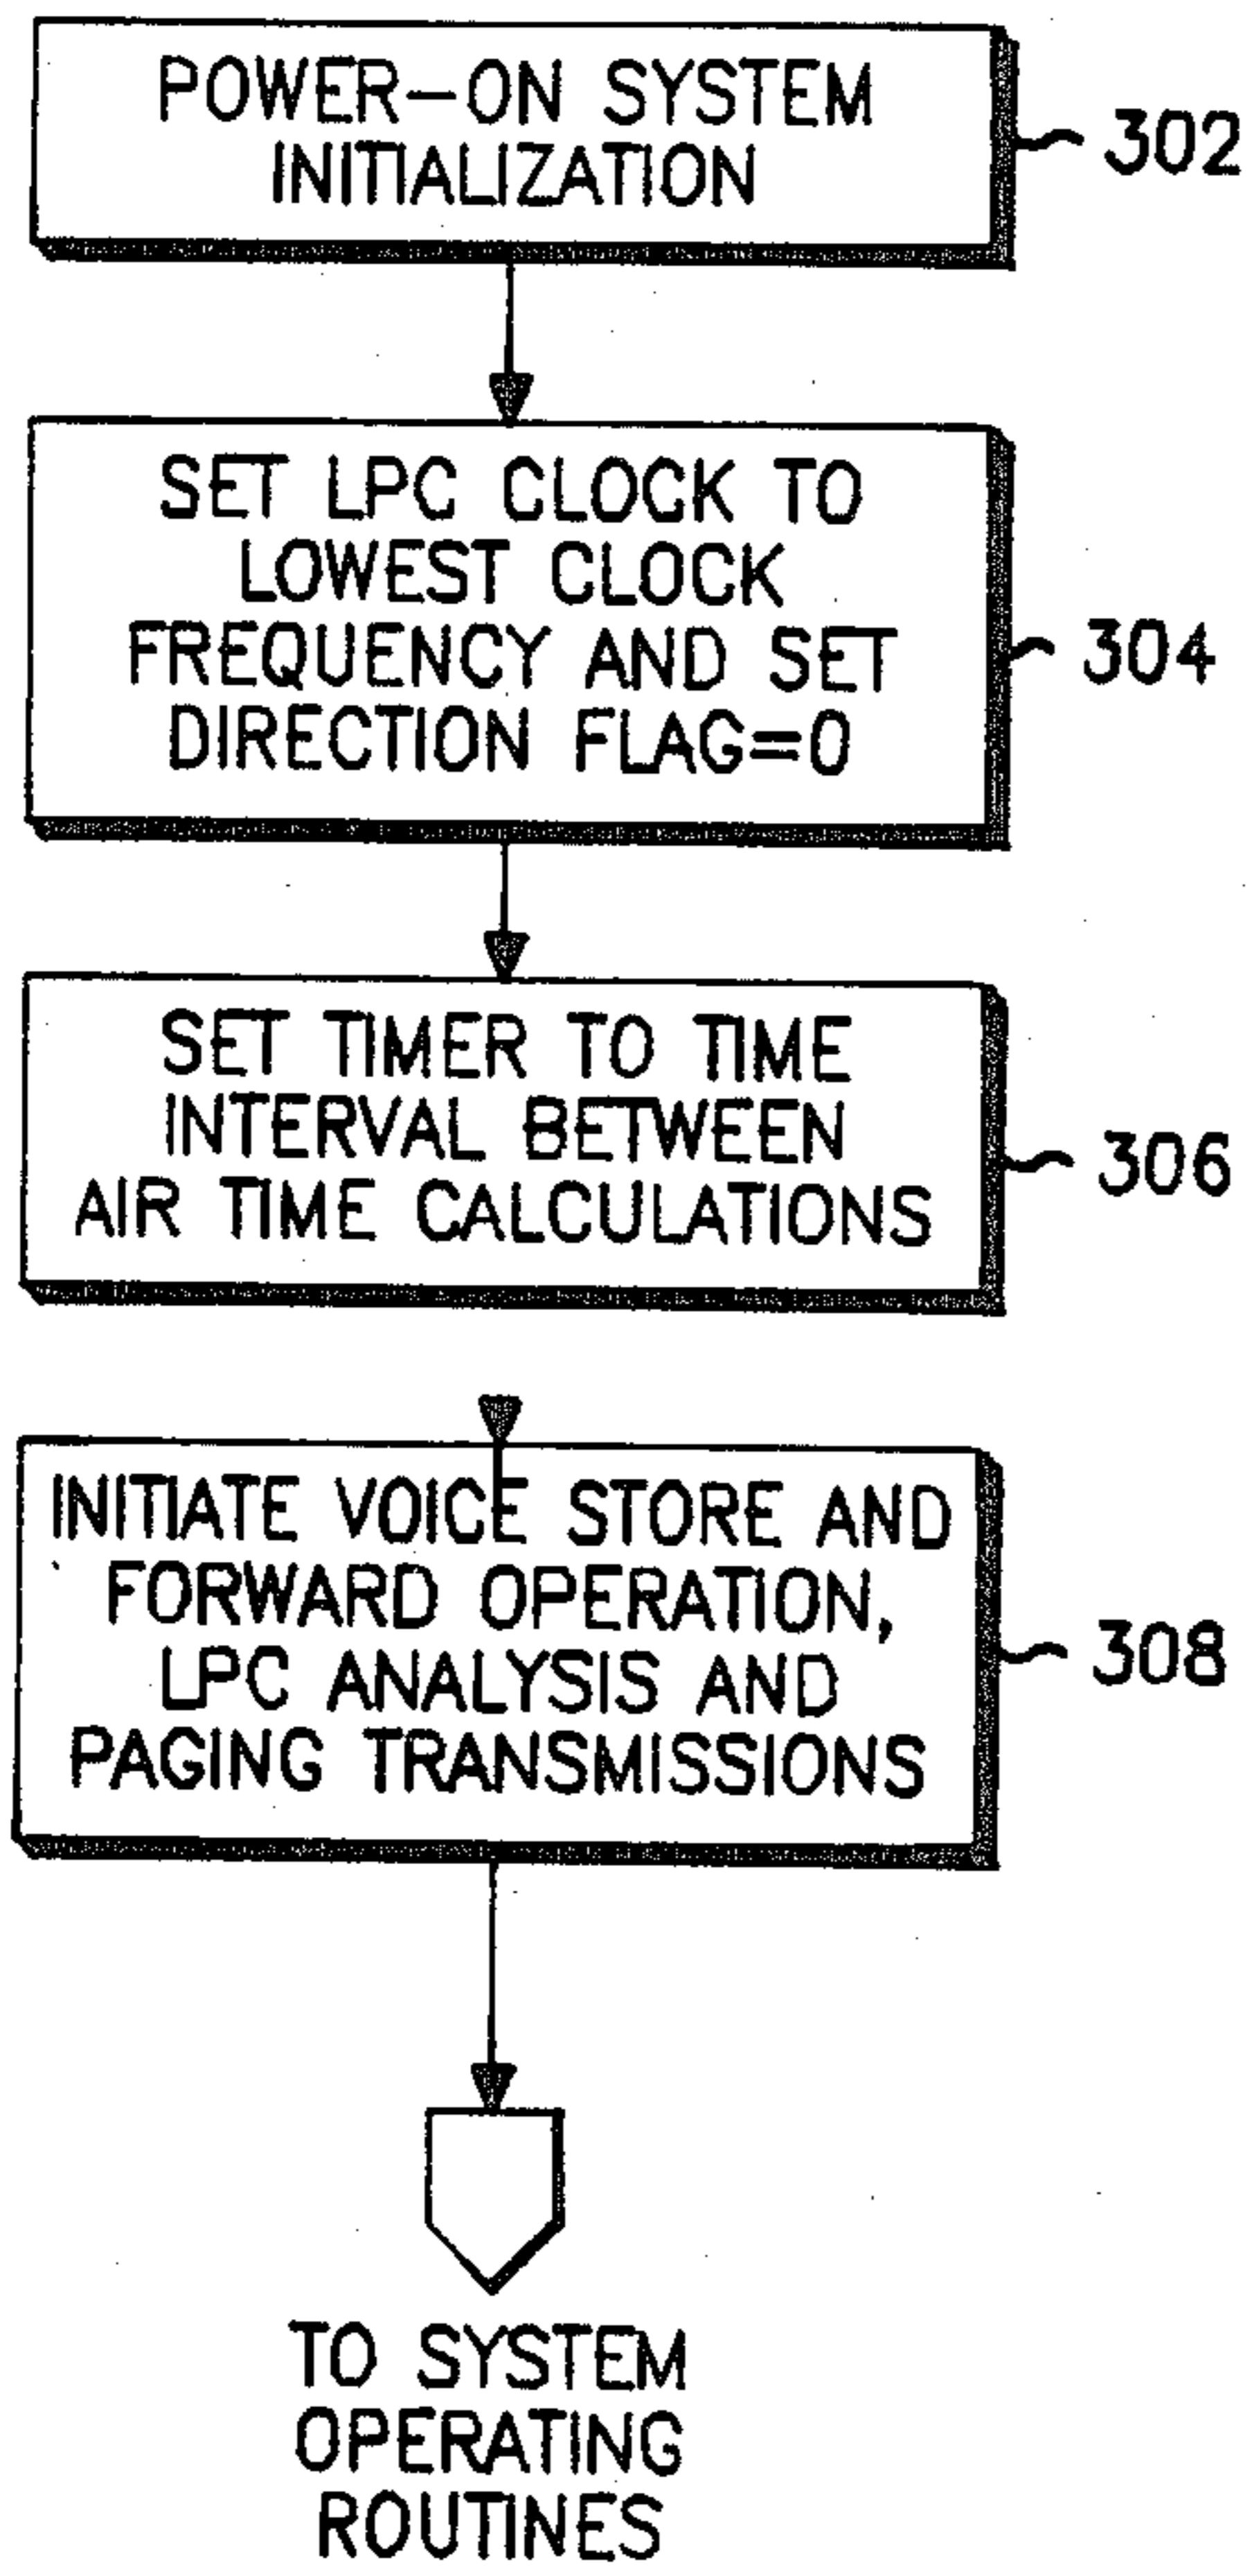 POWER-ON SYSTEM
INITIALIZATION
302
SET LPC CLOCK TO
LOWEST CLOCK
FREQUENCY AND SET
DIRECTION FLAG=0
304
SET TIMER TO TIME
INTERVAL BETWEEN
AIR TIME CALCULATIONS
306
INITIATE VOICE STORE AND
FORWARD OPERATION,
LPC ANALYSIS AND
PAGING TRANSMISSIONS
308
TO SYSTEM
OPERATING
ROUTINES